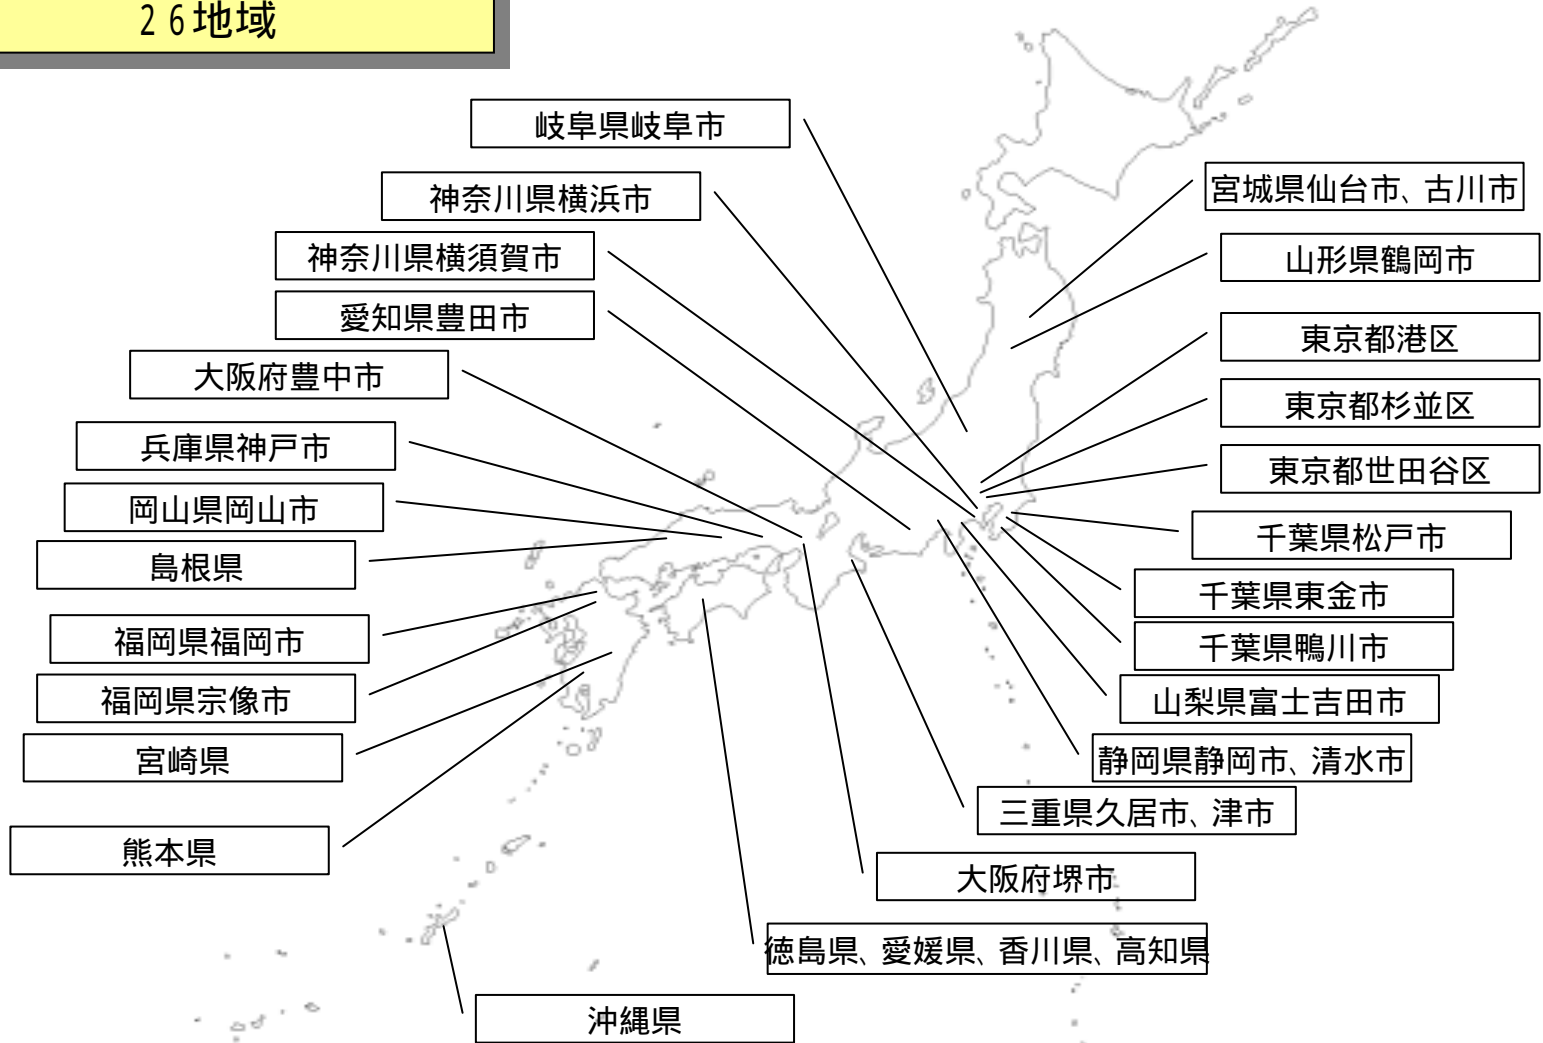 26地域
岐阜県岐阜市
神奈川県横浜市
神奈川県横須賀市
愛知県豊田市
大阪府豊中市
兵庫県神戸市
岡山県岡山市
島根県
福岡県福岡市
福岡県宗像市
宮崎県
熊本県
宮城県仙台市、古川市
山形県鶴岡市
東京都港区
東京都杉並区
東京都世田谷区
千葉県松戸市
千葉県東金市
千葉県鴨川市
山梨県富士吉田市
静岡県静岡市、清水市
三重県久居市、津市
大阪府堺市
徳島県、愛媛県、香川県、高知県
沖縄県